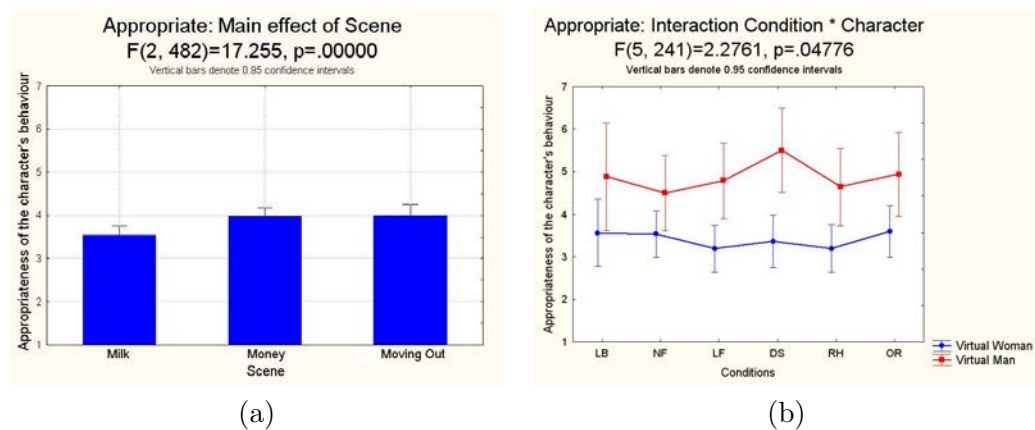 Appropriate: Main effect of Scene
F(2, 482)=17.255, p=.00000
Vertical bars denote 0.95 confidence intervals
Appropriateness of the character's behaviour
7
6
5
4
3
2
1
Milk Money Moving Out
Scene
(a)
Appropriate: Interaction Condition * Character
F(5, 241)=2.2761, p=.04776
Vertical bars denote 0.95 confidence intervals
Appropriateness of the character's behaviour
7
6
5
4
3
2
1
LB NF LF DS RH OR
Conditions
Virtual Woman
Virtual Man
(b)